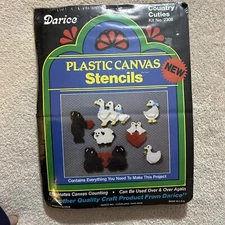 Darice
Country
Cuties
Kit No. 3306
PLASTIC CANVAS
Stencils
NEW
Contains Everything You Need To Make This Project
Eliminates Canvas Counting • Can Be Used Over & Over Again
Another Quality Craft Product From Darice